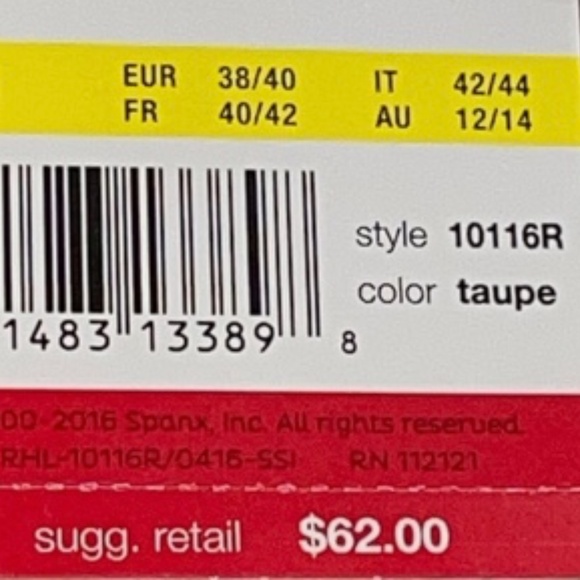 EUR 38/40 IT 42/44
FR 40/42 AU 12/14
style 10116R
color taupe
1483 13389 8
00-2016 Spanx, Inc. All rights reserved.
RHL-10116R/0416-SSI RN 112121
sugg. retail $62.00